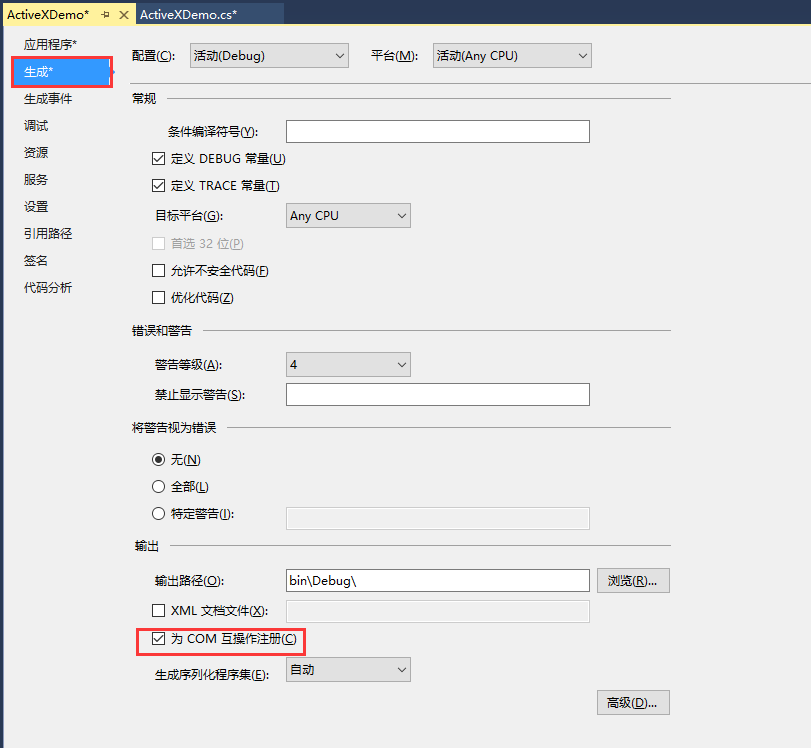 ActiveXDemo* ActiveXDemo.cs*
应用程序*
生成*
生成事件
调试
资源
服务
设置
引用路径
签名
代码分析
配置(C): 活动(Debug) 平台(M): 活动(Any CPU)
常规
条件编译符号(Y):
定义 DEBUG 常量(U)
定义 TRACE 常量(T)
目标平台(G): Any CPU
首选 32 位(P)
允许不安全代码(F)
优化代码(Z)
错误和警告
警告等级(A): 4
禁止显示警告(S):
将警告视为错误
无(N)
全部(L)
特定警告(I):
输出
输出路径(O): bin\Debug\ 浏览(R)...
XML 文档文件(X):
为 COM 互操作注册(C)
生成序列化程序集(E): 自动
高级(D)...